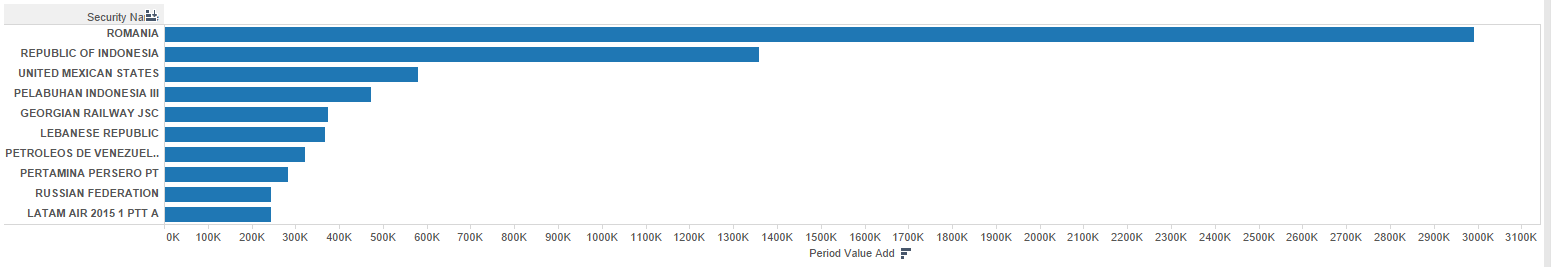 Security Na
ROMANIA
REPUBLIC OF INDONESIA
UNITED MEXICAN STATES
PELABUHAN INDONESIA III
GEORGIAN RAILWAY JSC
LEBANESE REPUBLIC
PETROLEOS DE VENEZUEL..
PERTAMINA PERSERO PT
RUSSIAN FEDERATION
LATAM AIR 2015 1 PTT A
0K 100K 200K 300K 400K 500K 600K 700K 800K 900K 1000K 1100K 1200K 1300K 1400K 1500K 1600K 1700K 1800K 1900K 2000K 2100K 2200K 2300K 2400K 2500K 2600K 2700K 2800K 2900K 3000K 3100K
Period Value Add